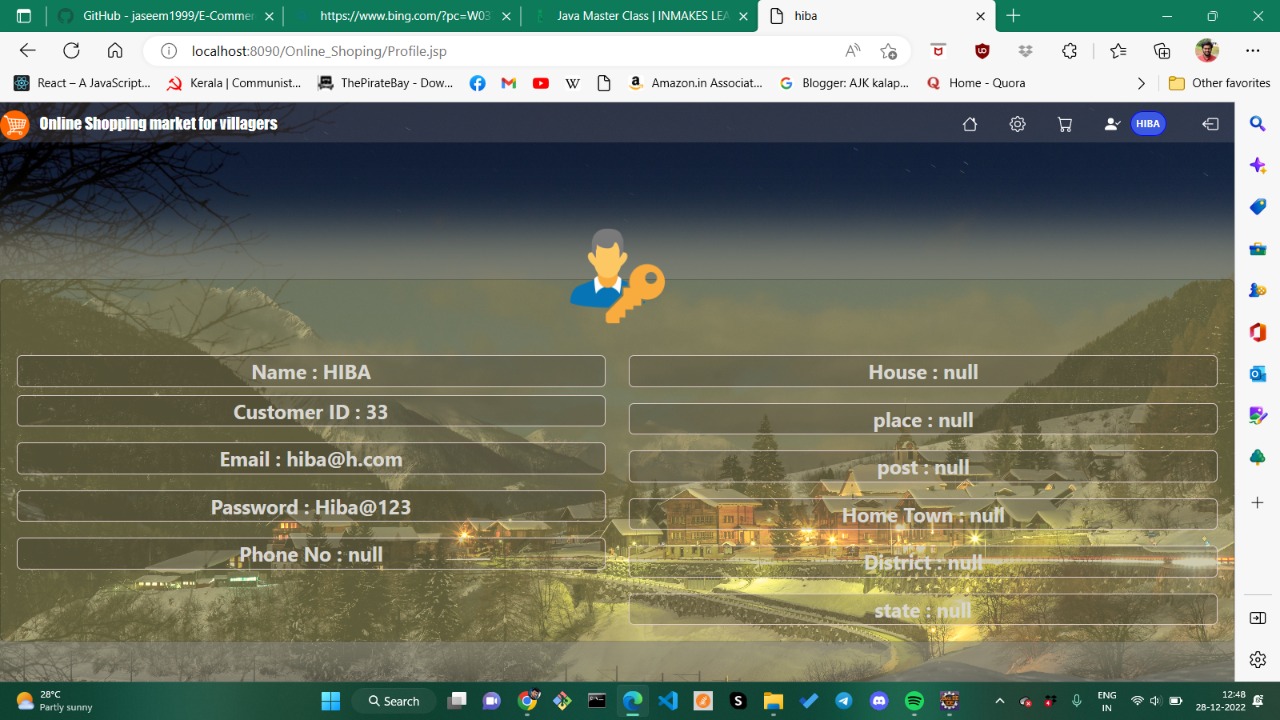 GitHub - jaseem1999/E-Commer
https://www.bing.com/?pc=W03
Java Master Class | INMAKES LEA
hiba
localhost:8090/Online_Shoping/Profile.jsp
React – A JavaScript...
Kerala | Communist...
ThePirateBay - Dow...
Amazon.in Associat...
Blogger: AJK kalap...
Home - Quora
Other favorites
Online Shopping market for villagers
HIBA
Name : HIBA
Customer ID : 33
Email : hiba@h.com
Password : Hiba@123
Phone No : null
House : null
place : null
post : null
Home Town : null
District : null
state : null
28°C
Partly sunny
Search
ENG
IN
12:48
28-12-2022